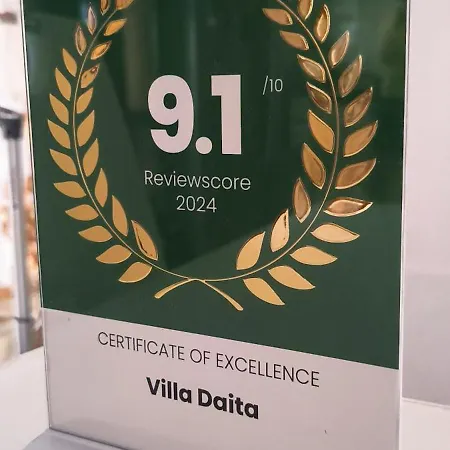 9.1 /10
Reviewscore
2024
CERTIFICATE OF EXCELLENCE
Villa Daita